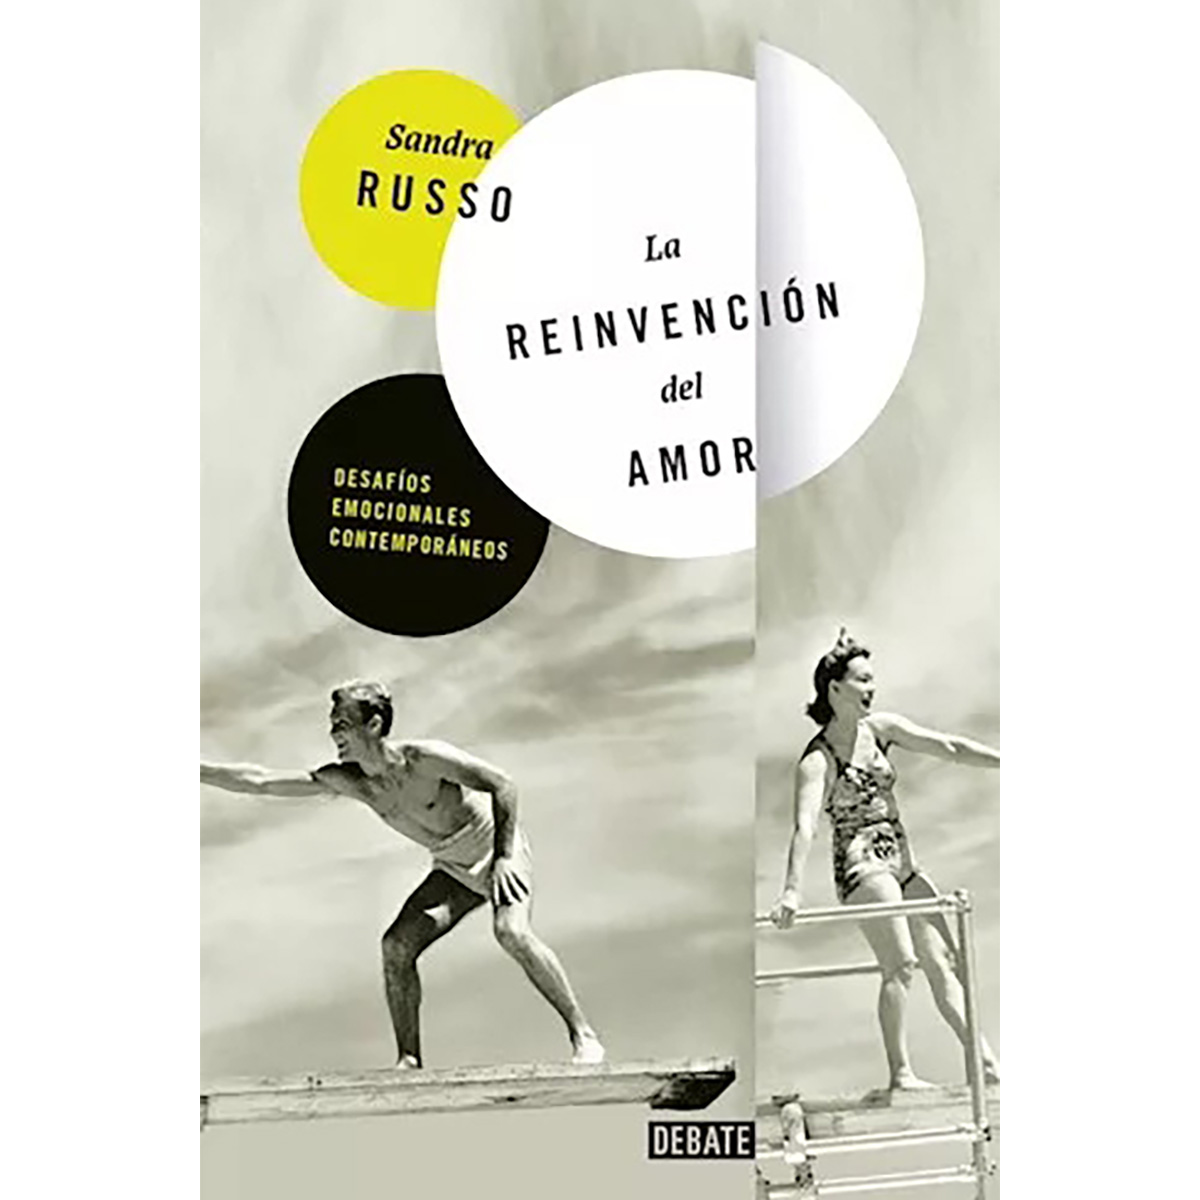 Sandra
RUSSO
La
REINVENCIÓN
del
AMOR
DESAFÍOS
EMOCIONALES
CONTEMPORÁNEOS
DEBATE